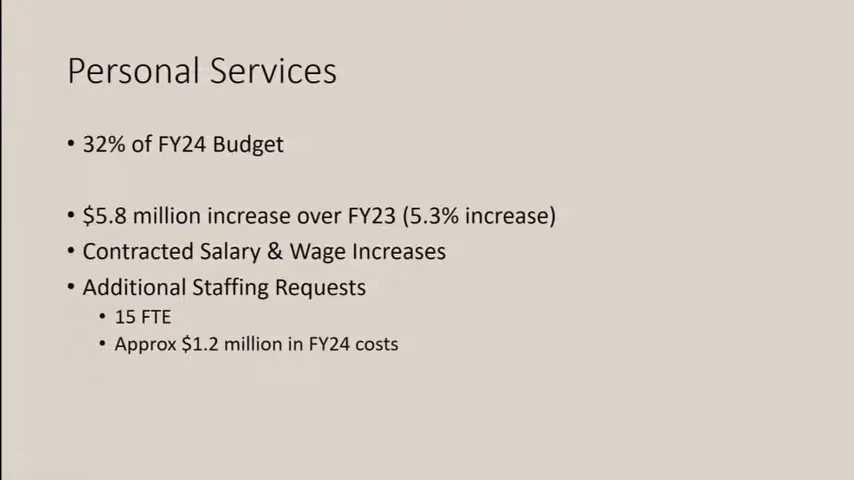 Personal Services
• 32% of FY24 Budget
• $5.8 million increase over FY23 (5.3% increase)
• Contracted Salary & Wage Increases
• Additional Staffing Requests
• 15 FTE
• Approx $1.2 million in FY24 costs